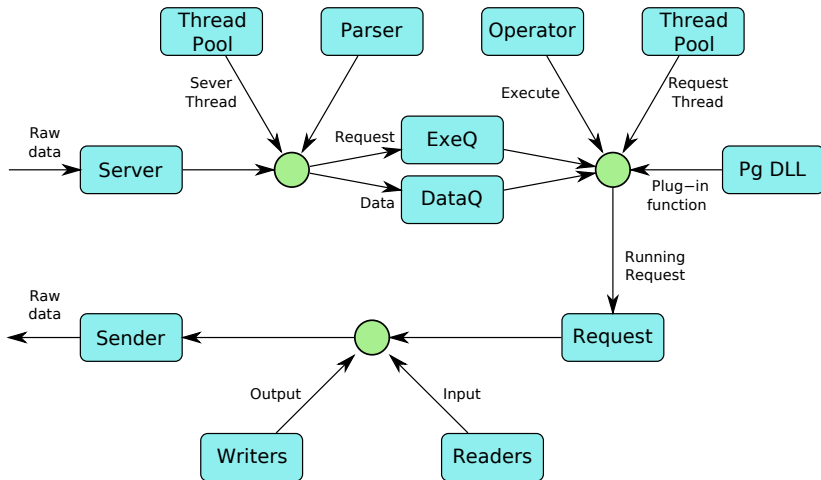 Thread
Pool
Parser
Operator
Thread
Pool
Sever
Thread
Execute
Request
Thread
Raw
data
Request
ExeQ
Server
Pg DLL
Data
DataQ
Plug−in
function
Running
Request
Raw
data
Sender
Request
Output
Input
Writers
Readers